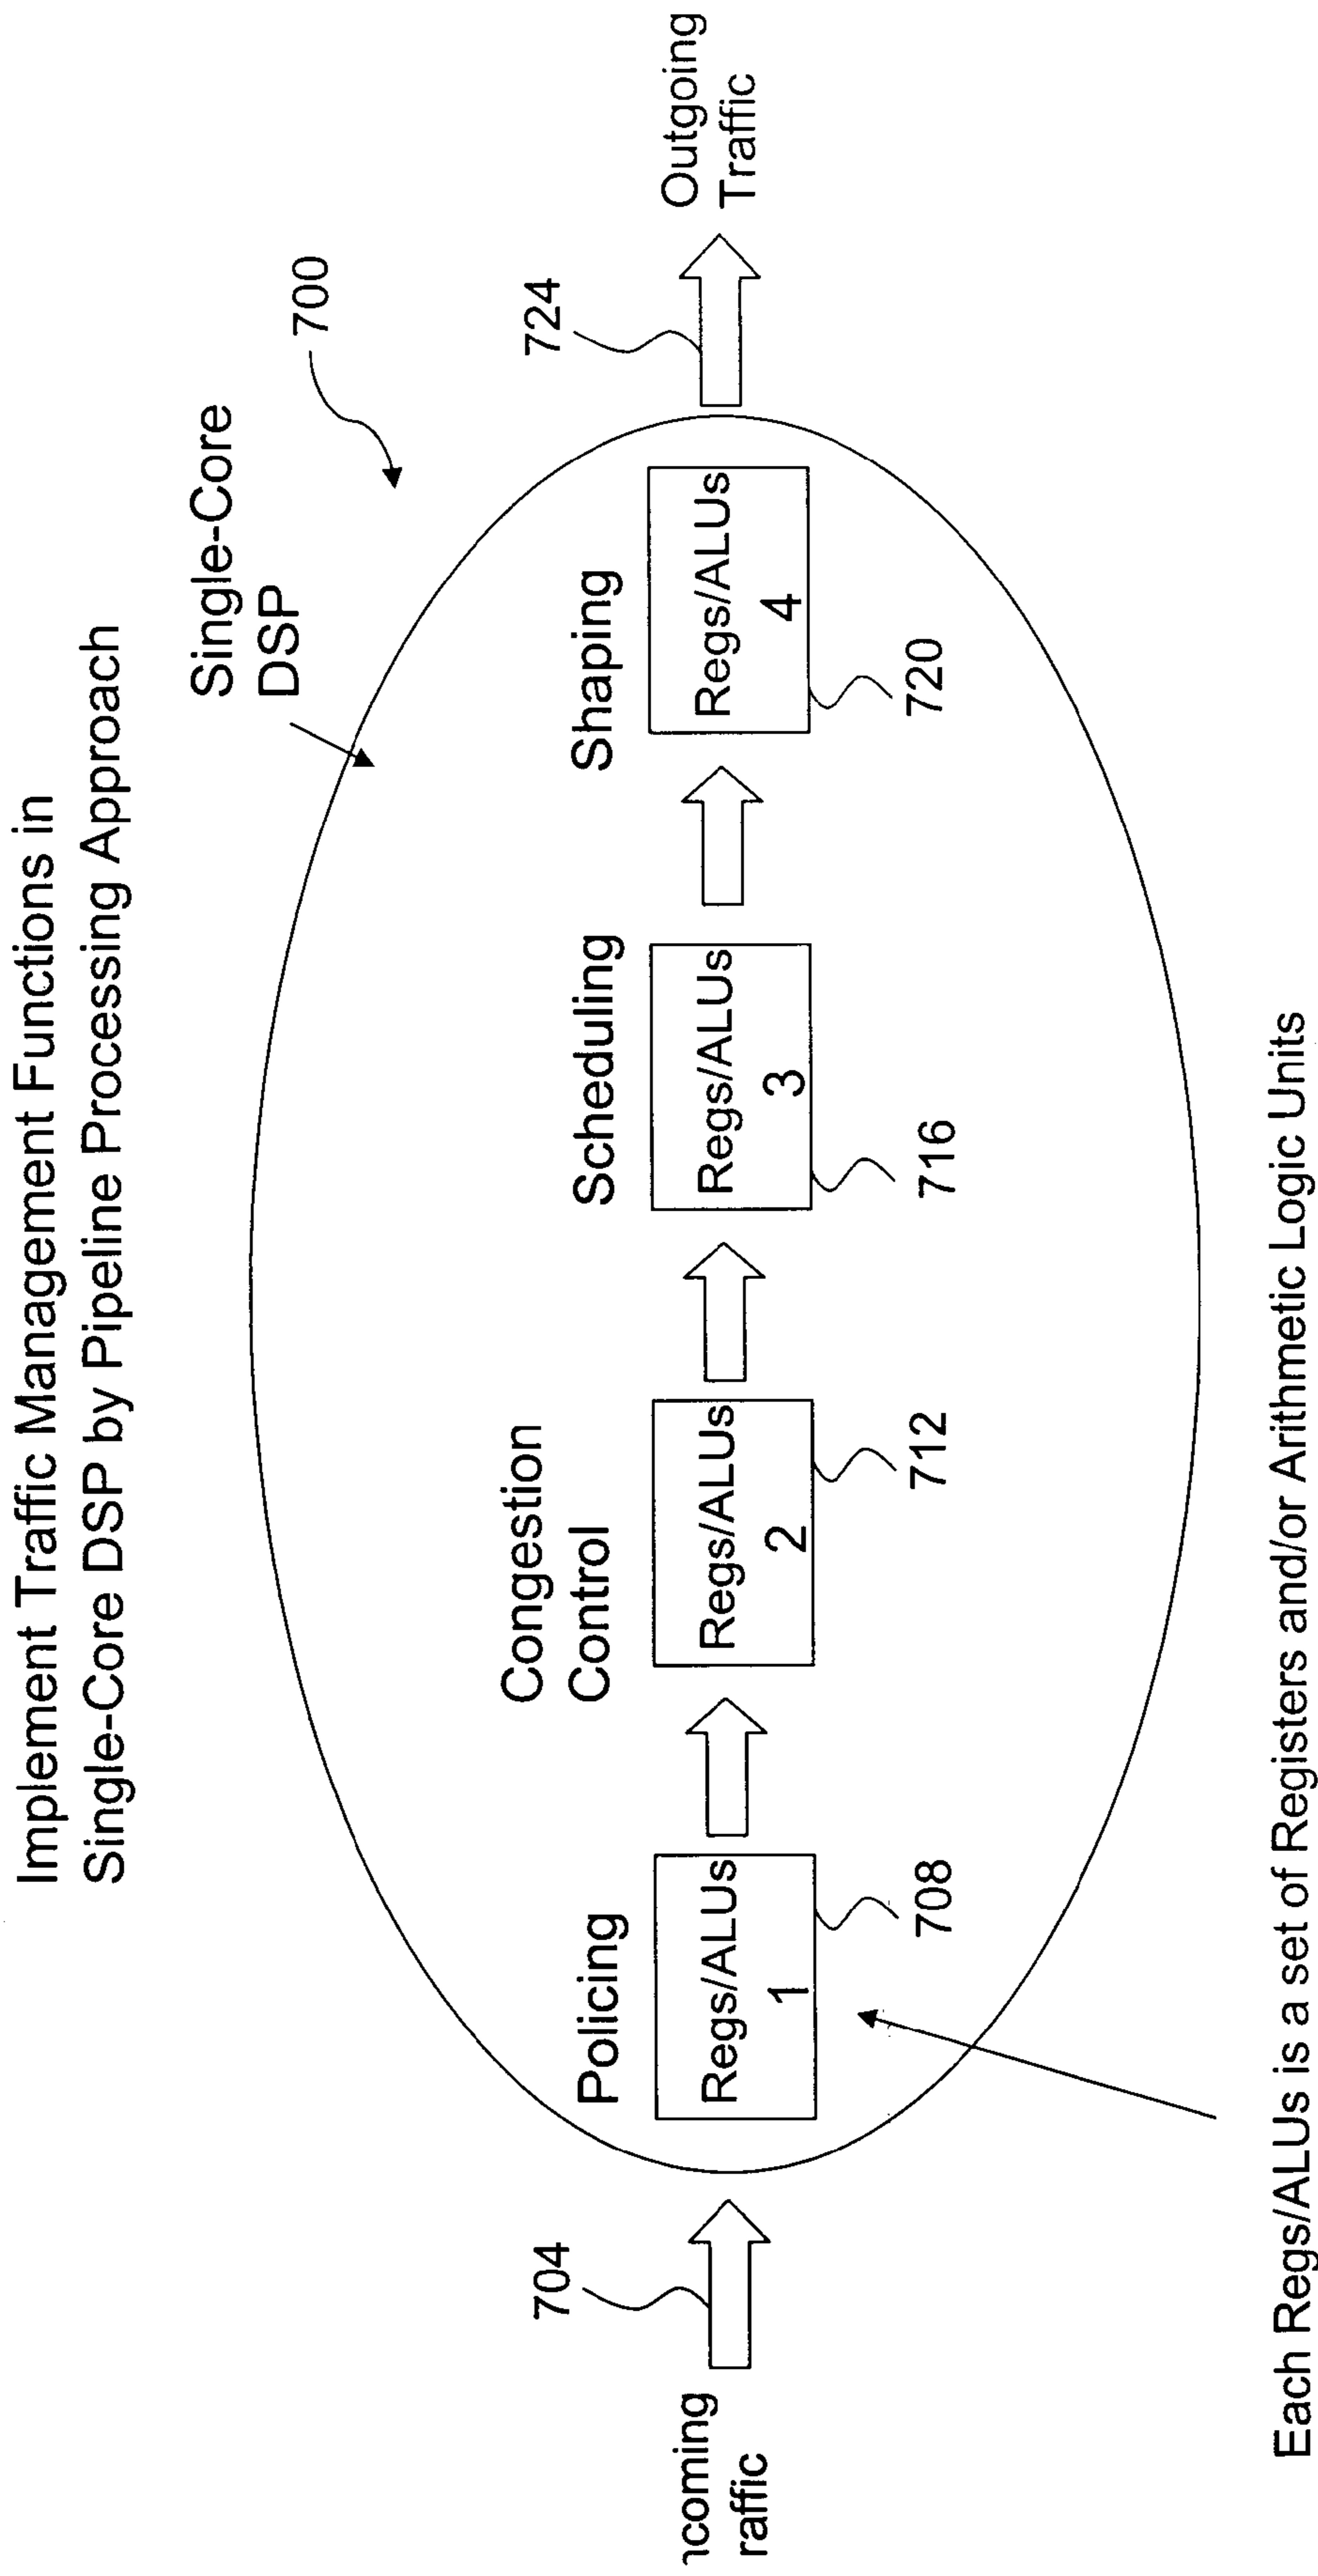 Implement Traffic Management Functions in
Single-Core DSP by Pipeline Processing Approach
Single-Core
DSP
700
704
724
Policing
Congestion
Control
Scheduling
Shaping
Outgoing
Traffic
Regs/ALUs
1
Regs/ALUs
2
Regs/ALUs
3
Regs/ALUs
4
708
712
716
720
Each Regs/ALUs is a set of Registers and/or Arithmetic Logic Units